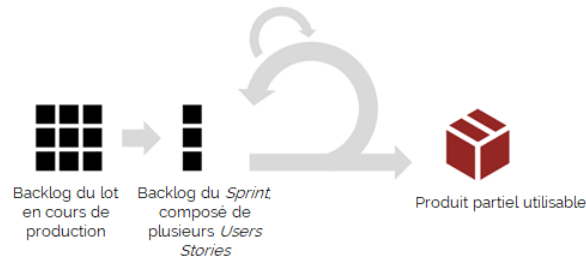 Backlog du lot
en cours de
production
Backlog du Sprint,
composé de
plusieurs Users
Stories
Produit partiel utilisable